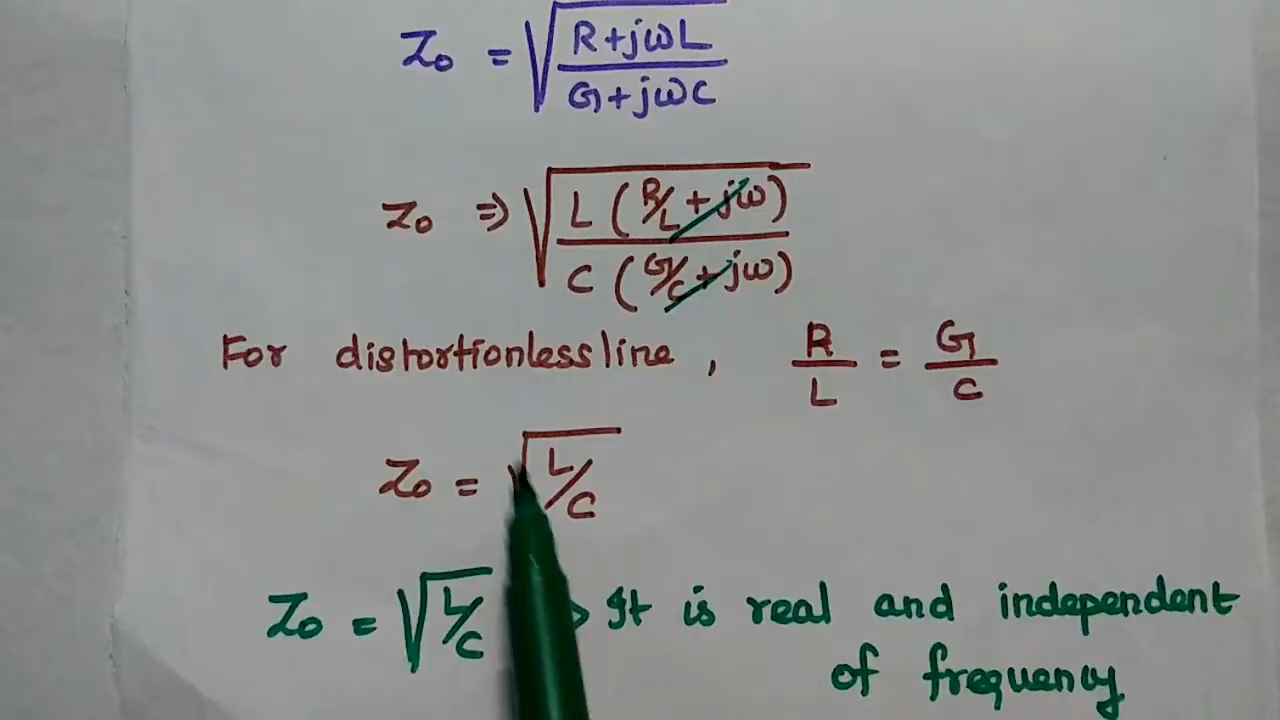 Z₀ = √((R+jωL)/(G+jωC))
Z₀ ⇒ √((L(R/L+jω))/(C(G/C+jω)))
For distortionless line, R/L = G/C
Z₀ = √(L/C)
Z₀ = √(L/C) It is real and independent
of frequency